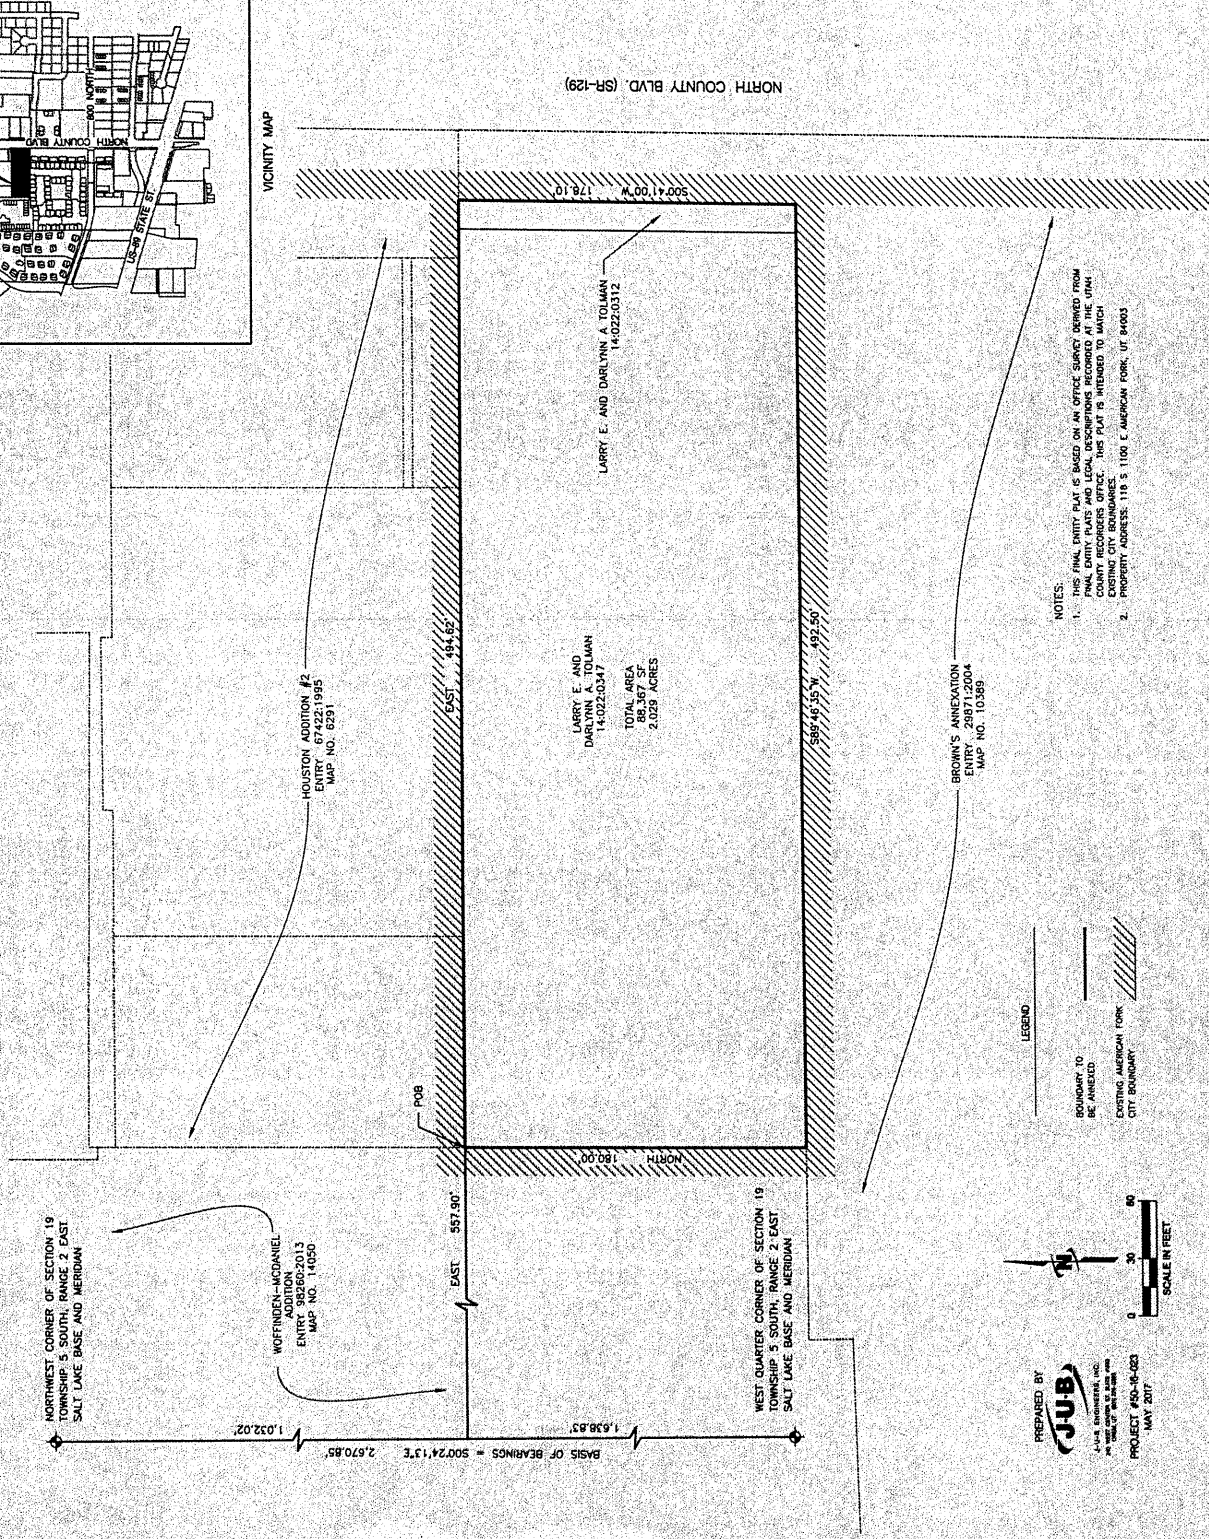 NORTHWEST CORNER OF SECTION 19
TOWNSHIP 5 SOUTH, RANGE 2 EAST
SALT LAKE BASE AND MERIDIAN
WOFFINDEN-MCDANIEL
ADDITION
ENTRY 98260:2013
MAP NO. 14050
HOUSTON ADDITION #2
ENTRY 67422:1995
MAP NO. 6291
VICINITY MAP
NORTH COUNTY BLVD
800 NORTH
US-89 STATE ST.
NORTH COUNTY BLVD. (SR-129)
1,032.02'
BASIS OF BEARINGS = S00°24'13"E 2,670.85'
1,638.83'
EAST 557.90'
POB
EAST 494.62'
S00°41'00"W 178.10'
NORTH 180.00'
S89°46'35"W 492.50'
LARRY E. AND
DARLYNN A. TOLMAN
14:022:0347
TOTAL AREA
88,367 SF
2.029 ACRES
LARRY E. AND DARLYNN A TOLMAN
14:022:0312
WEST QUARTER CORNER OF SECTION 19
TOWNSHIP 5 SOUTH, RANGE 2 EAST
SALT LAKE BASE AND MERIDIAN
BROWN'S ANNEXATION
ENTRY 29871:2004
MAP NO. 10389
PREPARED BY
J·U·B
J-U-B ENGINEERS, INC.
PROJECT #50-16-023
MAY 2017
N
0 30 60
SCALE IN FEET
LEGEND
BOUNDARY TO
BE ANNEXED
EXISTING AMERICAN FORK
CITY BOUNDARY
NOTES:
1. THIS FINAL ENTITY PLAT IS BASED ON AN OFFICE SURVEY DERIVED FROM
FINAL ENTITY PLATS AND LEGAL DESCRIPTIONS RECORDED AT THE UTAH
COUNTY RECORDERS OFFICE. THIS PLAT IS INTENDED TO MATCH
EXISTING CITY BOUNDARIES.
2. PROPERTY ADDRESS: 118 S 1100 E AMERICAN FORK, UT 84003